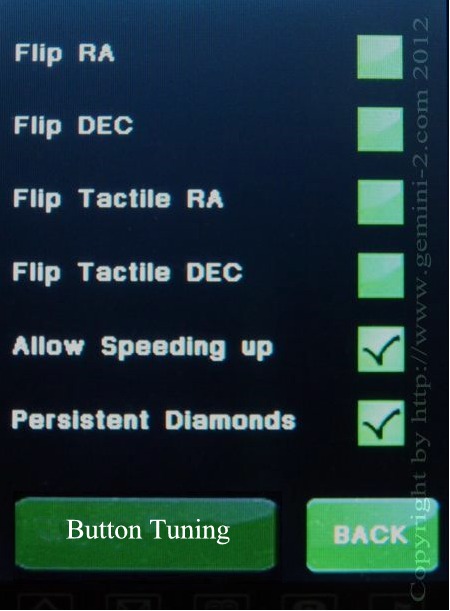 Flip RA
Flip DEC
Flip Tactile RA
Flip Tactile DEC
Allow Speeding up
Persistent Diamonds
Button Tuning
BACK
Copyright by http://www.gemini-2.com 2012